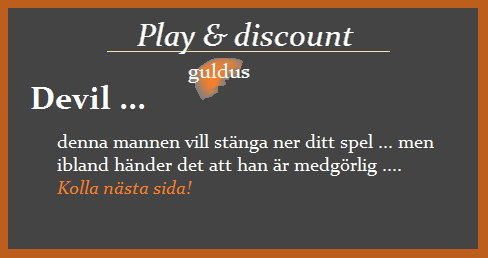 Play & discount
guldus
Devil ...
denna mannen vill stänga ner ditt spel ... men
ibland händer det att han är medgörlig ....
Kolla nästa sida!